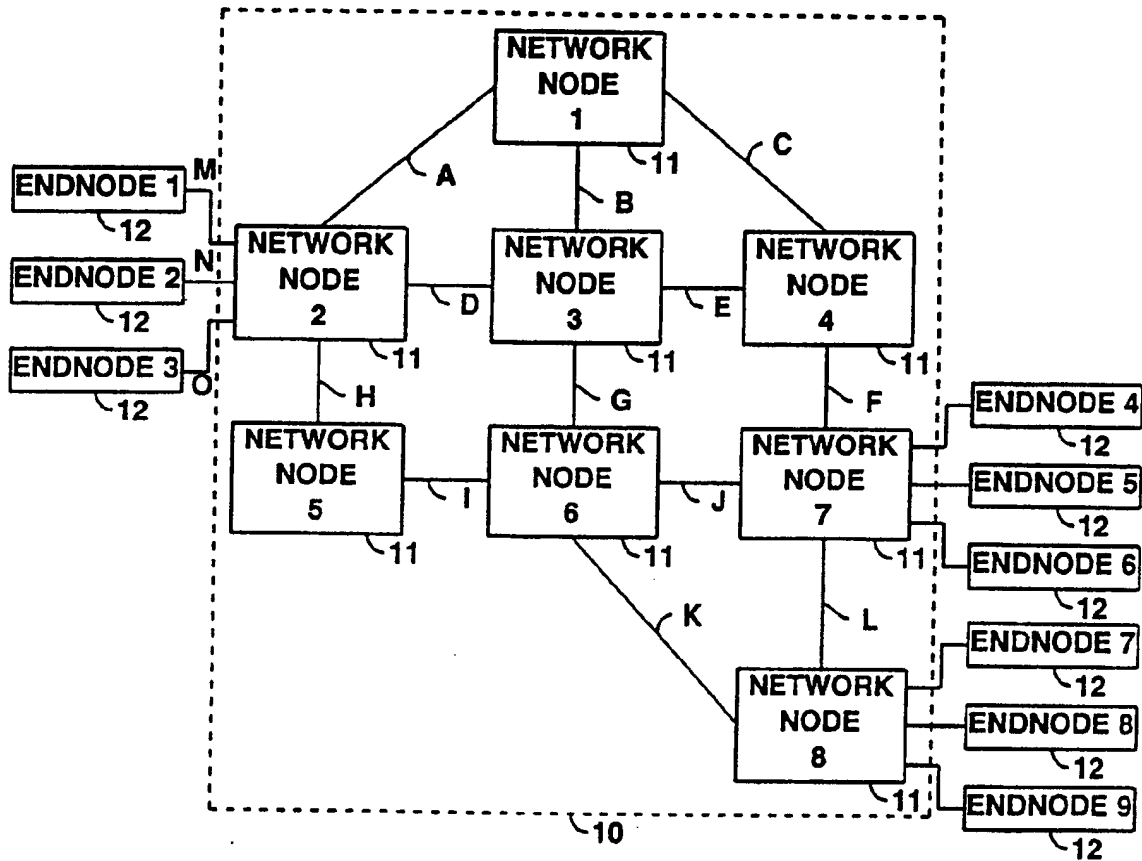 NETWORK
NODE
1
11
A
B
C
M
ENDNODE 1
12
N
ENDNODE 2
12
O
ENDNODE 3
12
NETWORK
NODE
2
11
D
NETWORK
NODE
3
11
E
NETWORK
NODE
4
11
H
G
F
NETWORK
NODE
5
11
I
NETWORK
NODE
6
11
J
NETWORK
NODE
7
11
ENDNODE 4
12
ENDNODE 5
12
ENDNODE 6
12
K
L
NETWORK
NODE
8
11
ENDNODE 7
12
ENDNODE 8
12
ENDNODE 9
12
10